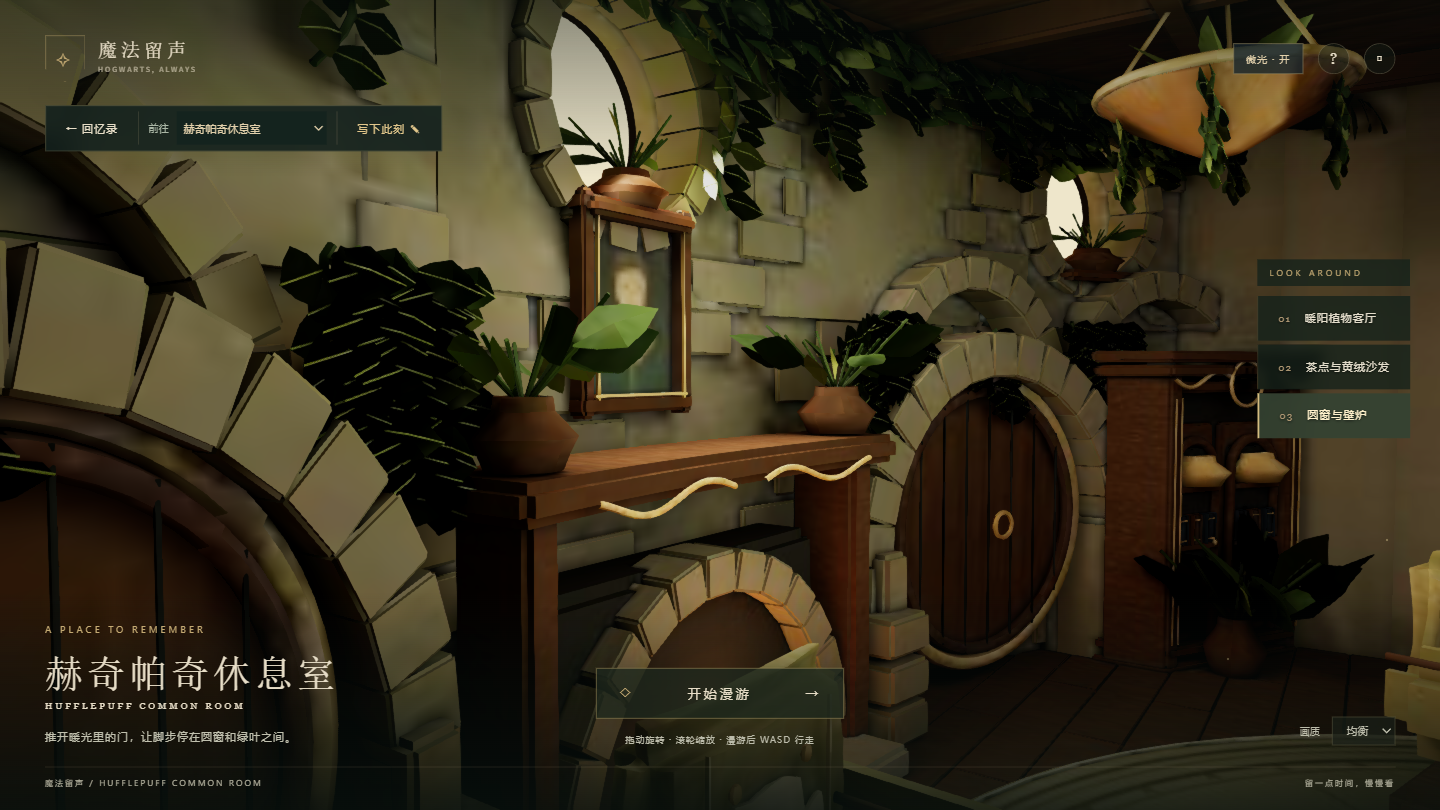 魔法留声
HOGWARTS, ALWAYS
微光 · 开
?
← 回忆录
前往
赫奇帕奇休息室
写下此刻
LOOK AROUND
01 暖阳植物客厅
02 茶点与黄绒沙发
03 圆窗与壁炉
A PLACE TO REMEMBER
赫奇帕奇休息室
HUFFLEPUFF COMMON ROOM
推开暖光里的门，让脚步停在圆窗和绿叶之间。
开始漫游 →
拖动旋转 · 滚轮缩放 · 漫游后 WASD 行走
画质
均衡
魔法留声 / HUFFLEPUFF COMMON ROOM
留一点时间，慢慢看